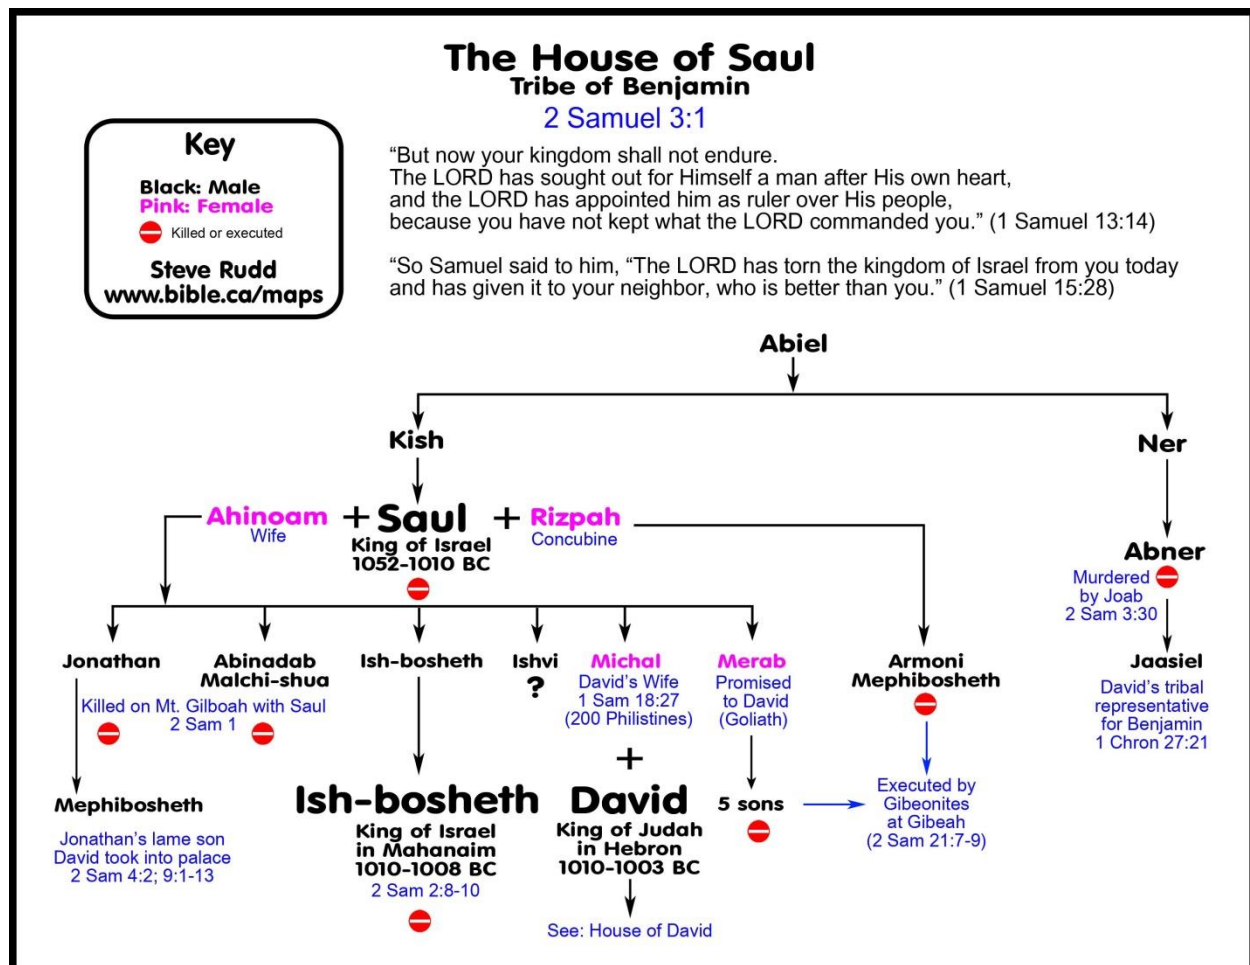 The House of Saul
Tribe of Benjamin
2 Samuel 3:1
Key
Black: Male
Pink: Female
Killed or executed
Steve Rudd
www.bible.ca/maps
“But now your kingdom shall not endure.
The LORD has sought out for Himself a man after His own heart,
and the LORD has appointed him as ruler over His people,
because you have not kept what the LORD commanded you.” (1 Samuel 13:14)
“So Samuel said to him, “The LORD has torn the kingdom of Israel from you today
and has given it to your neighbor, who is better than you.” (1 Samuel 15:28)
Abiel
Kish
Ner
Ahinoam
Wife
+
Saul
King of Israel
1052-1010 BC
+
Rizpah
Concubine
Abner
Murdered
by Joab
2 Sam 3:30
Jonathan
Abinadab
Malchi-shua
Killed on Mt. Gilboah with Saul
2 Sam 1
Ish-bosheth
Ishvi
?
Michal
David’s Wife
1 Sam 18:27
(200 Philistines)
+
Merab
Promised
to David
(Goliath)
Armoni
Mephibosheth
Jaasiel
David’s tribal
representative
for Benjamin
1 Chron 27:21
Mephibosheth
Jonathan’s lame son
David took into palace
2 Sam 4:2; 9:1-13
Ish-bosheth
King of Israel
in Mahanaim
1010-1008 BC
2 Sam 2:8-10
David
King of Judah
in Hebron
1010-1003 BC
See: House of David
5 sons
Executed by
Gibeonites
at Gibeah
(2 Sam 21:7-9)